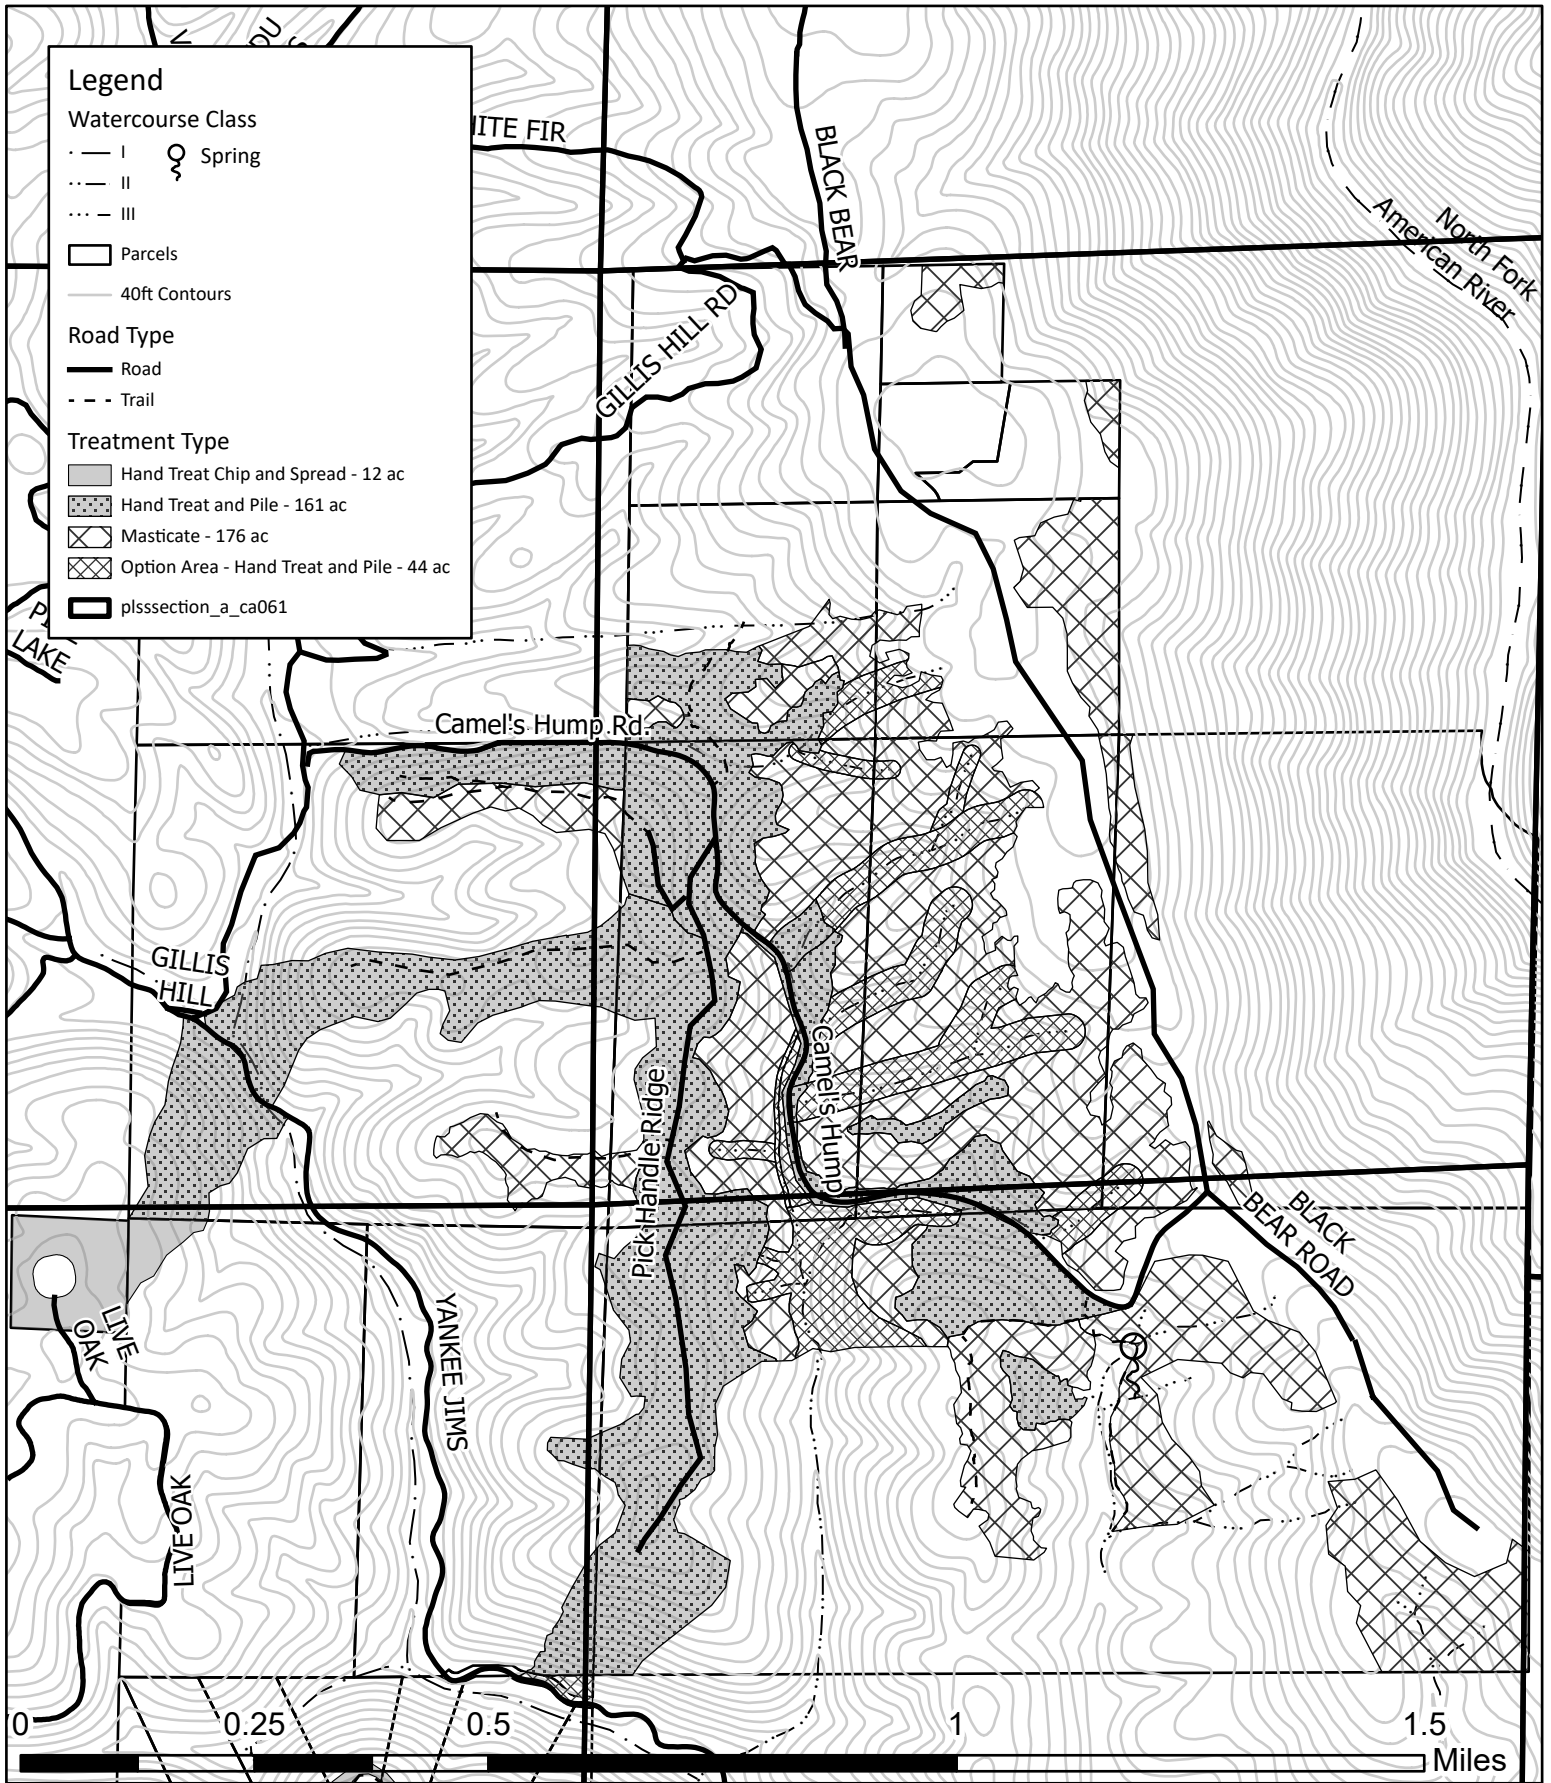 Legend
Watercourse Class
I
Spring
II
III
Parcels
40ft Contours
Road Type
Road
Trail
Treatment Type
Hand Treat Chip and Spread - 12 ac
Hand Treat and Pile - 161 ac
Masticate - 176 ac
Option Area - Hand Treat and Pile - 44 ac
plsssection_a_ca061
BLACK BEAR
North Fork
American River
GILLIS HILL RD
LAKE
Camel's Hump Rd.
GILLIS
HILL
Camel's Hump
Pick Handle Ridge
BLACK
BEAR ROAD
LIVE
OAK
YANKEE JIMS
LIVE OAK
0
0.25
0.5
1
1.5
Miles